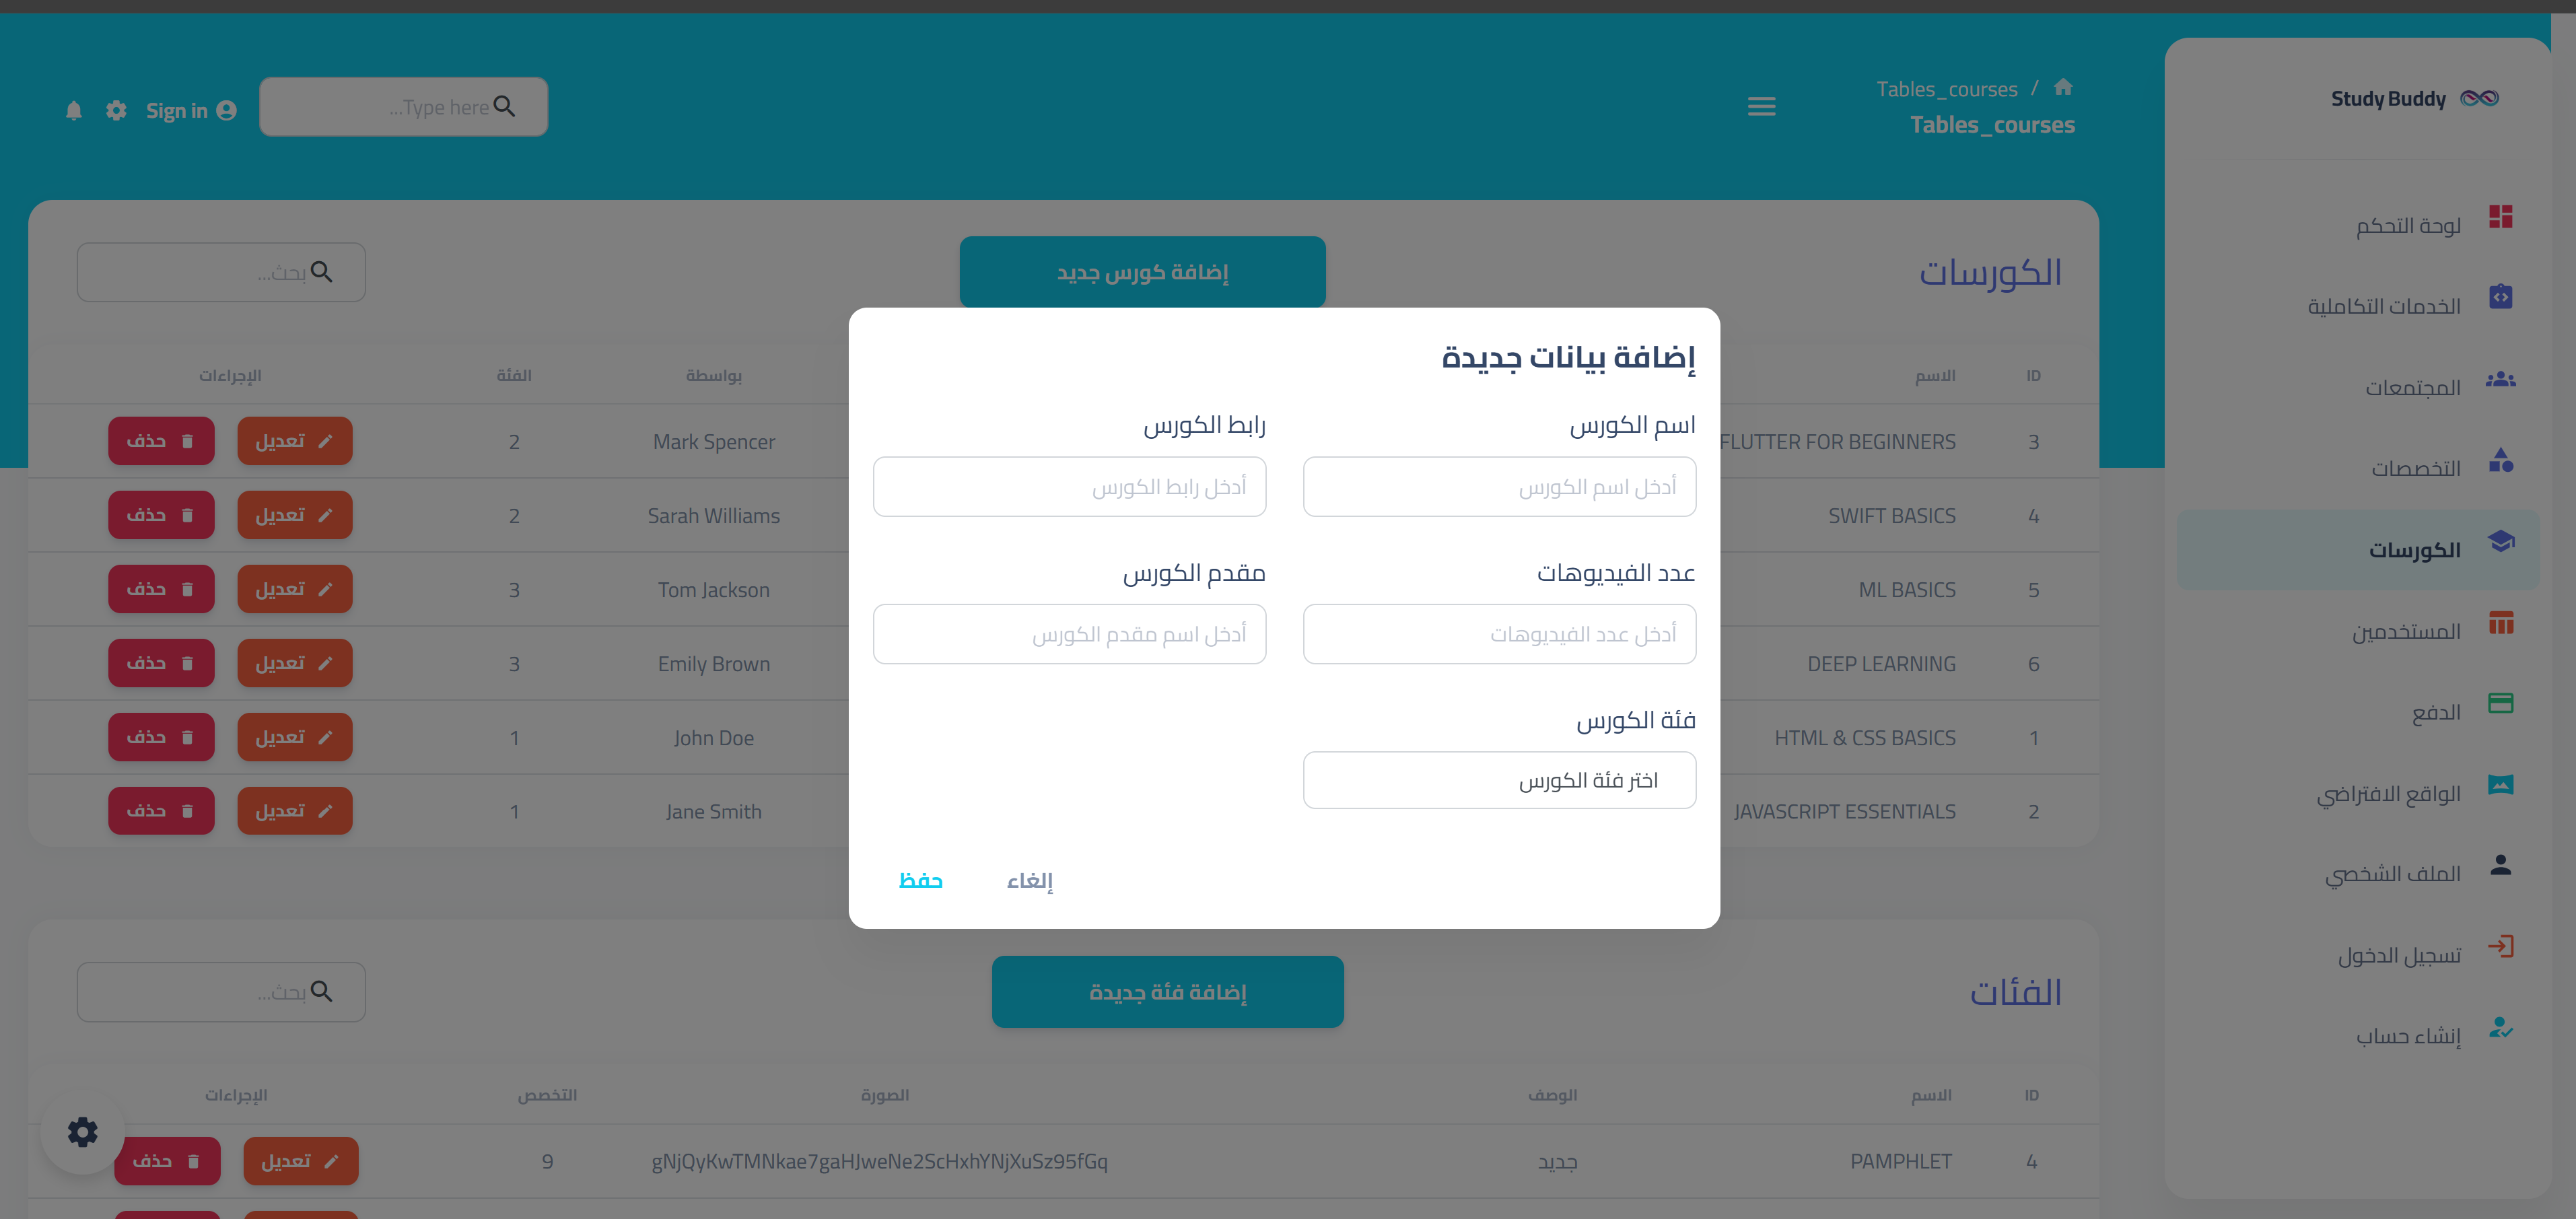 Study Buddy
لوحة التحكم
الخدمات التكاملية
المجتمعات
التخصصات
الكورسات
المستخدمين
الدفع
الواقع الافتراضي
الملف الشخصي
تسجيل الدخول
إنشاء حساب
/ Tables_courses
Tables_courses
Type here...
Sign in
الكورسات
إضافة كورس جديد
بحث...
ID الاسم بواسطة الفئة الإجراءات
3 FLUTTER FOR BEGINNERS Mark Spencer 2 تعديل حذف
4 SWIFT BASICS Sarah Williams 2 تعديل حذف
5 ML BASICS Tom Jackson 3 تعديل حذف
6 DEEP LEARNING Emily Brown 3 تعديل حذف
1 HTML & CSS BASICS John Doe 1 تعديل حذف
2 JAVASCRIPT ESSENTIALS Jane Smith 1 تعديل حذف
إضافة بيانات جديدة
اسم الكورس رابط الكورس
أدخل اسم الكورس أدخل رابط الكورس
عدد الفيديوهات مقدم الكورس
أدخل عدد الفيديوهات أدخل اسم مقدم الكورس
فئة الكورس
اختر فئة الكورس
إلغاء حفظ
الفئات
إضافة فئة جديدة
بحث...
ID الاسم الوصف الصورة التخصص الإجراءات
4 PAMPHLET جديد gNjQyKwTMNkae7gaHJweNe2ScHxhYNjXuSz95fGq 9 تعديل حذف